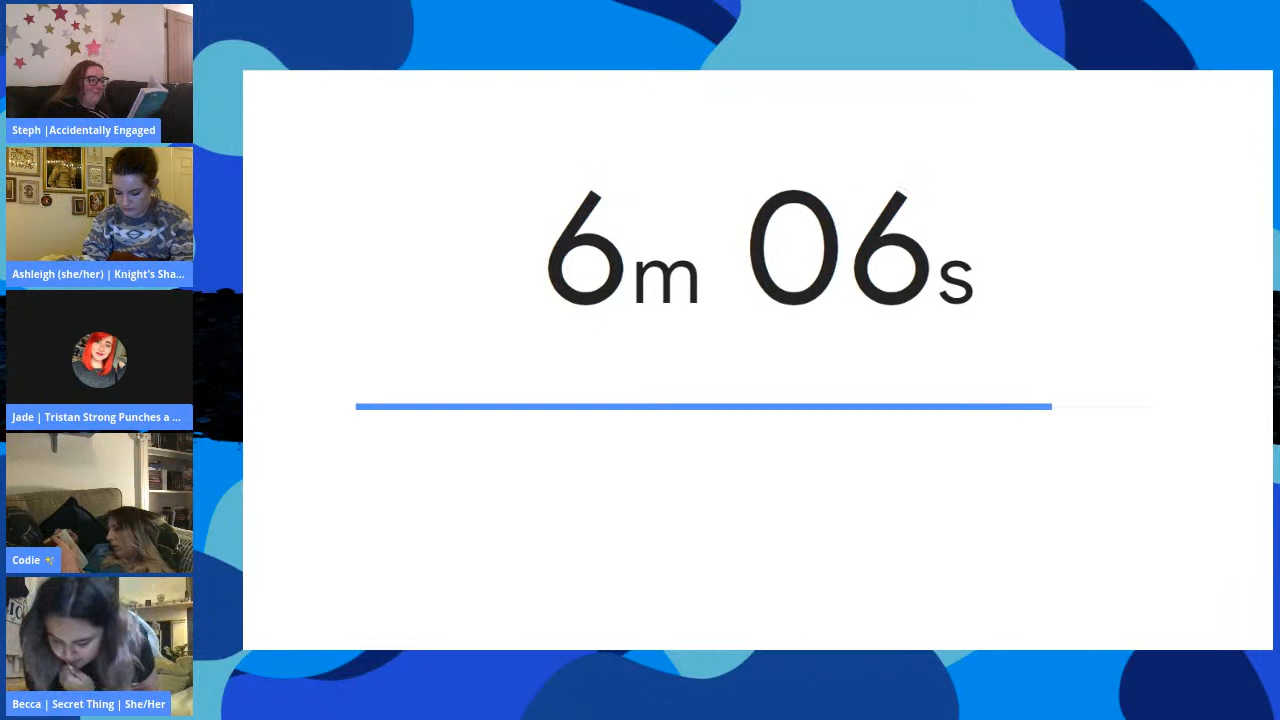 Steph |Accidentally Engaged
Ashleigh (she/her) | Knight's Sha...
Jade | Tristan Strong Punches a ...
Codie ✨
Becca | Secret Thing | She/Her
6m 06s